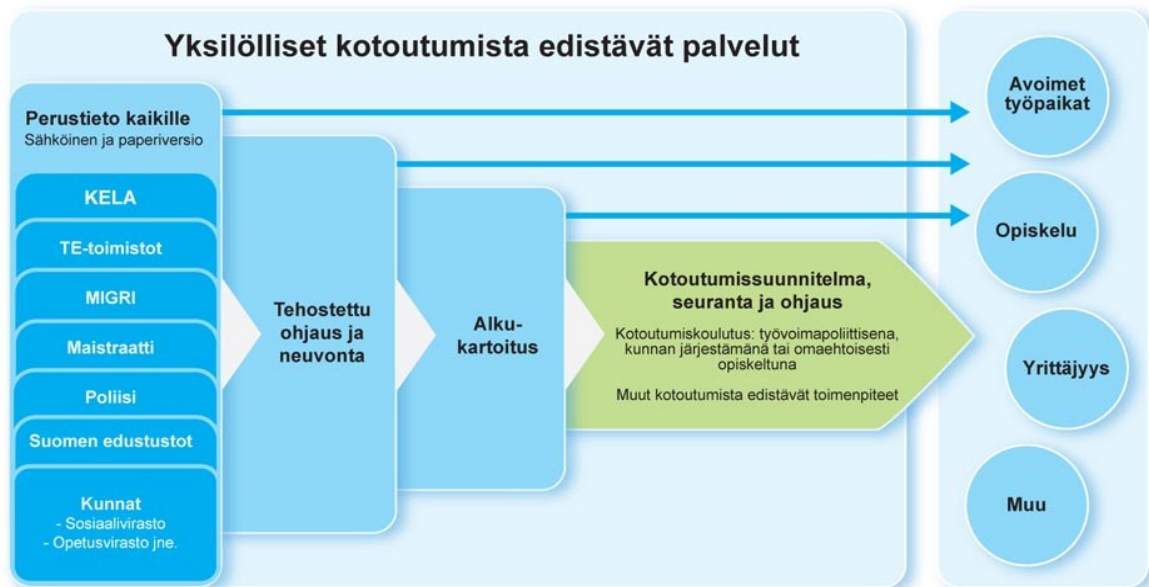 Yksilölliset kotoutumista edistävät palvelut
Perustieto kaikille
Sähköinen ja paperiversio
KELA
TE-toimistot
MIGRI
Maistraatti
Poliisi
Suomen edustustot
Kunnat
- Sosiaalivirasto
- Opetusvirasto jne.
Tehostettu
ohjaus ja
neuvonta
Alku-
kartoitus
Kotoutumissuunnitelma,
seuranta ja ohjaus
Kotoutumiskoulutus: työvoimapoliittisena,
kunnan järjestämänä tai omaehtoisesti
opiskeltuna
Muut kotoutumista edistävät toimenpiteet
Avoimet
työpaikat
Opiskelu
Yrittäjyys
Muu